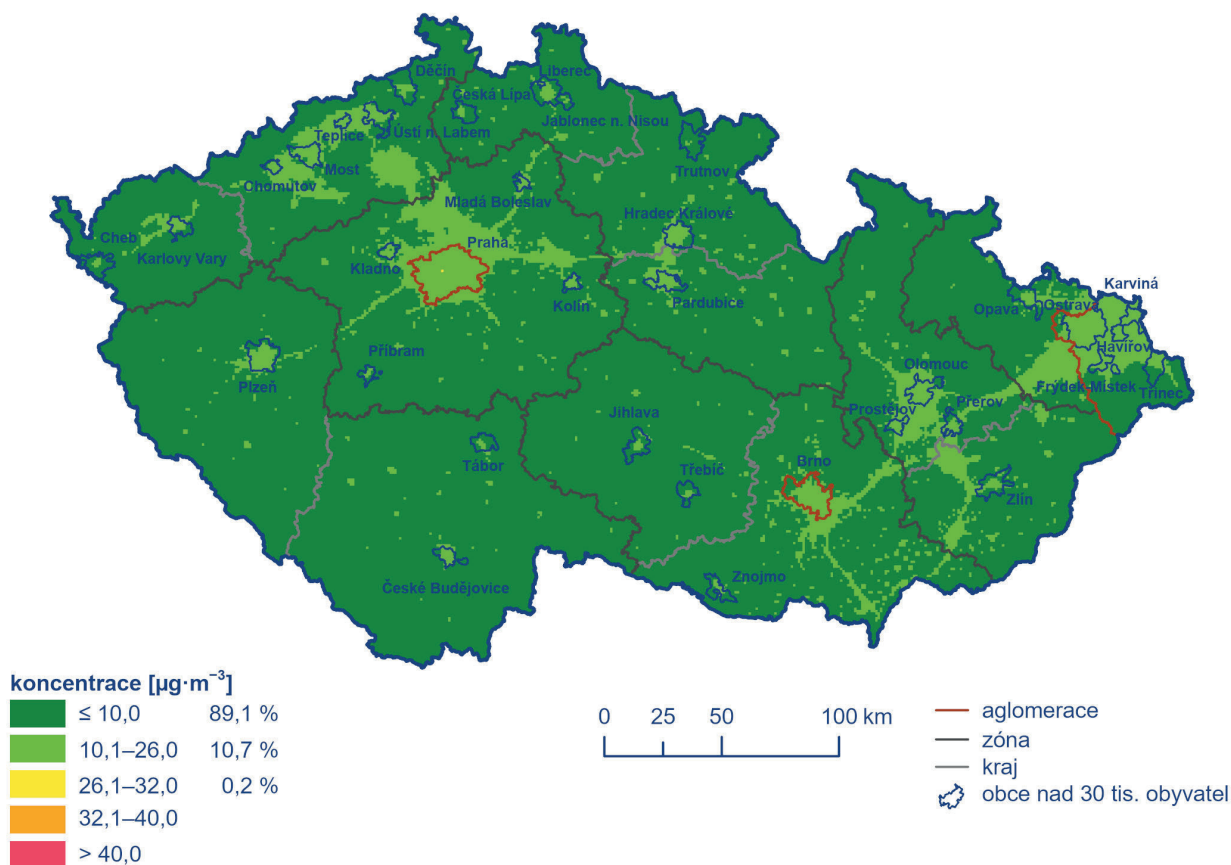 Děčín
Liberec
Česká Lípa
Jablonec n. Nisou
Teplice
Ústí n. Labem
Most
Chomutov
Trutnov
Mladá Boleslav
Hradec Králové
Cheb
Karlovy Vary
Praha
Kladno
Kolín
Pardubice
Karviná
Opava
Ostrava
Havířov
Příbram
Plzeň
Olomouc
Frýdek-Místek
Třinec
Jihlava
Prostějov
Přerov
Tábor
Třebíč
Brno
Zlín
České Budějovice
Znojmo
koncentrace [µg·m⁻³]
≤ 10,0 89,1 %
10,1–26,0 10,7 %
26,1–32,0 0,2 %
32,1–40,0
> 40,0
0 25 50 100 km
aglomerace
zóna
kraj
obce nad 30 tis. obyvatel